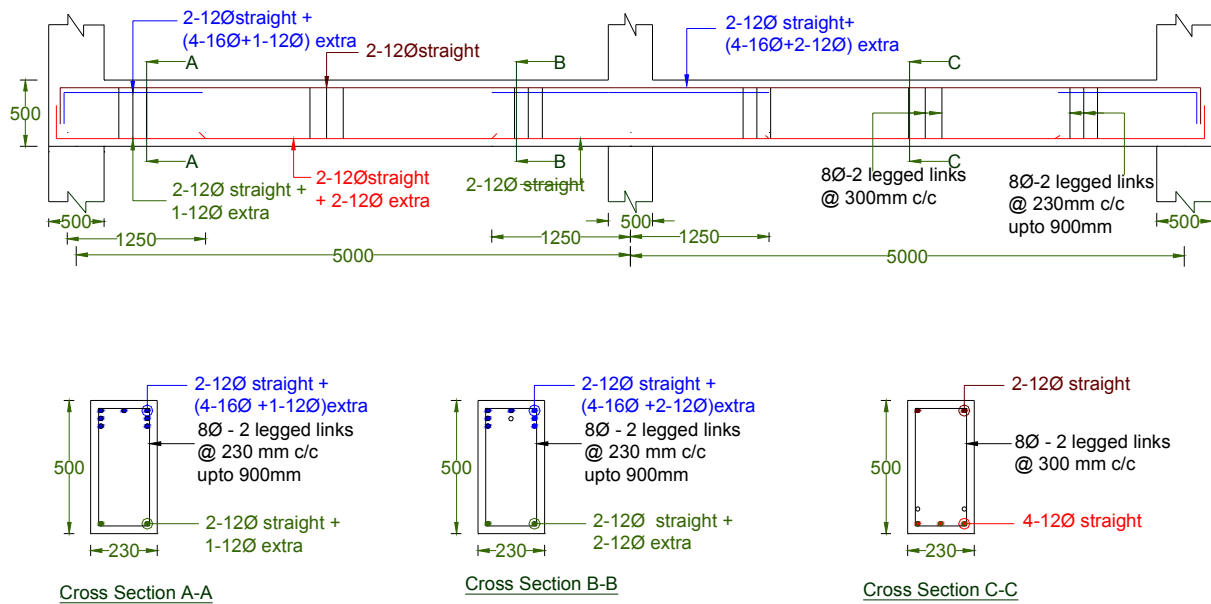 2-12Østraight +
(4-16Ø+1-12Ø) extra
2-12Østraight
2-12Ø straight+
(4-16Ø+2-12Ø) extra
A
B
C
500
A
B
C
2-12Ø straight +
1-12Ø extra
2-12Østraight
+ 2-12Ø extra
2-12Ø straight
8Ø-2 legged links
@ 300mm c/c
8Ø-2 legged links
@ 230mm c/c
upto 900mm
500
500
500
1250
1250
1250
5000
5000
2-12Ø straight +
(4-16Ø +1-12Ø)extra
8Ø - 2 legged links
@ 230 mm c/c
upto 900mm
500
2-12Ø straight +
1-12Ø extra
230
Cross Section A-A
2-12Ø straight +
(4-16Ø +2-12Ø)extra
8Ø - 2 legged links
@ 230 mm c/c
upto 900mm
500
2-12Ø straight +
2-12Ø extra
230
Cross Section B-B
2-12Ø straight
8Ø - 2 legged links
@ 300 mm c/c
500
4-12Ø straight
230
Cross Section C-C